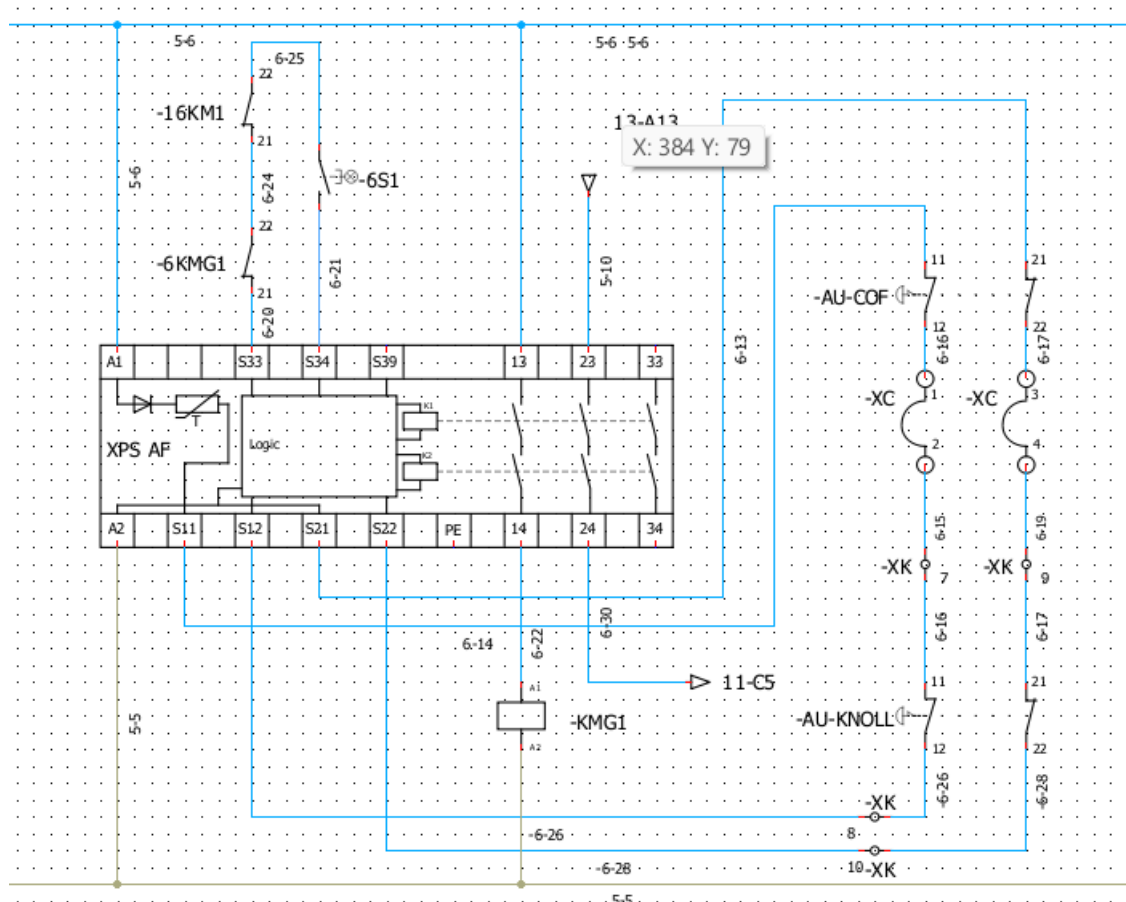 5-6
5-6 5-6
6-25
22
-16KM1
21
13-A13
X: 384 Y: 79
5-6
6-24
-6S1
22
-6KMG1
21
6-20
6-21
5-10
11
21
-AU-COF
12
22
6-13
6-16
6-17
A1
S33
S34
S39
13
23
33
-XC
1
-XC
3
K1
T
XPS AF
Logic
2
4
K2
A2
S11
S12
S21
S22
PE
14
24
34
6-15
6-19
-XK
7
-XK
9
6-14
6-22
6-30
6-16
6-17
A1
11-C5
11
21
-KMG1
-AU-KNOLL
A2
12
22
5-5
6-26
6-28
-XK
-6-26
8
-6-28
10
-XK
5-5